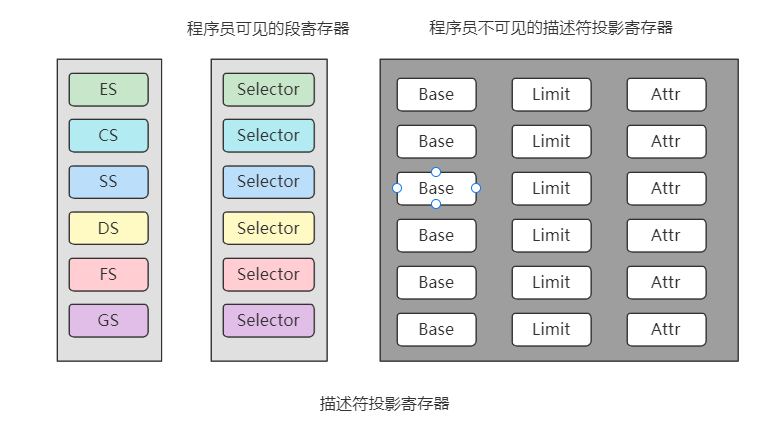 程序员可见的段寄存器 程序员不可见的描述符投影寄存器
ES Selector Base Limit Attr
CS Selector Base Limit Attr
SS Selector Base Limit Attr
DS Selector Base Limit Attr
FS Selector Base Limit Attr
GS Selector Base Limit Attr
描述符投影寄存器